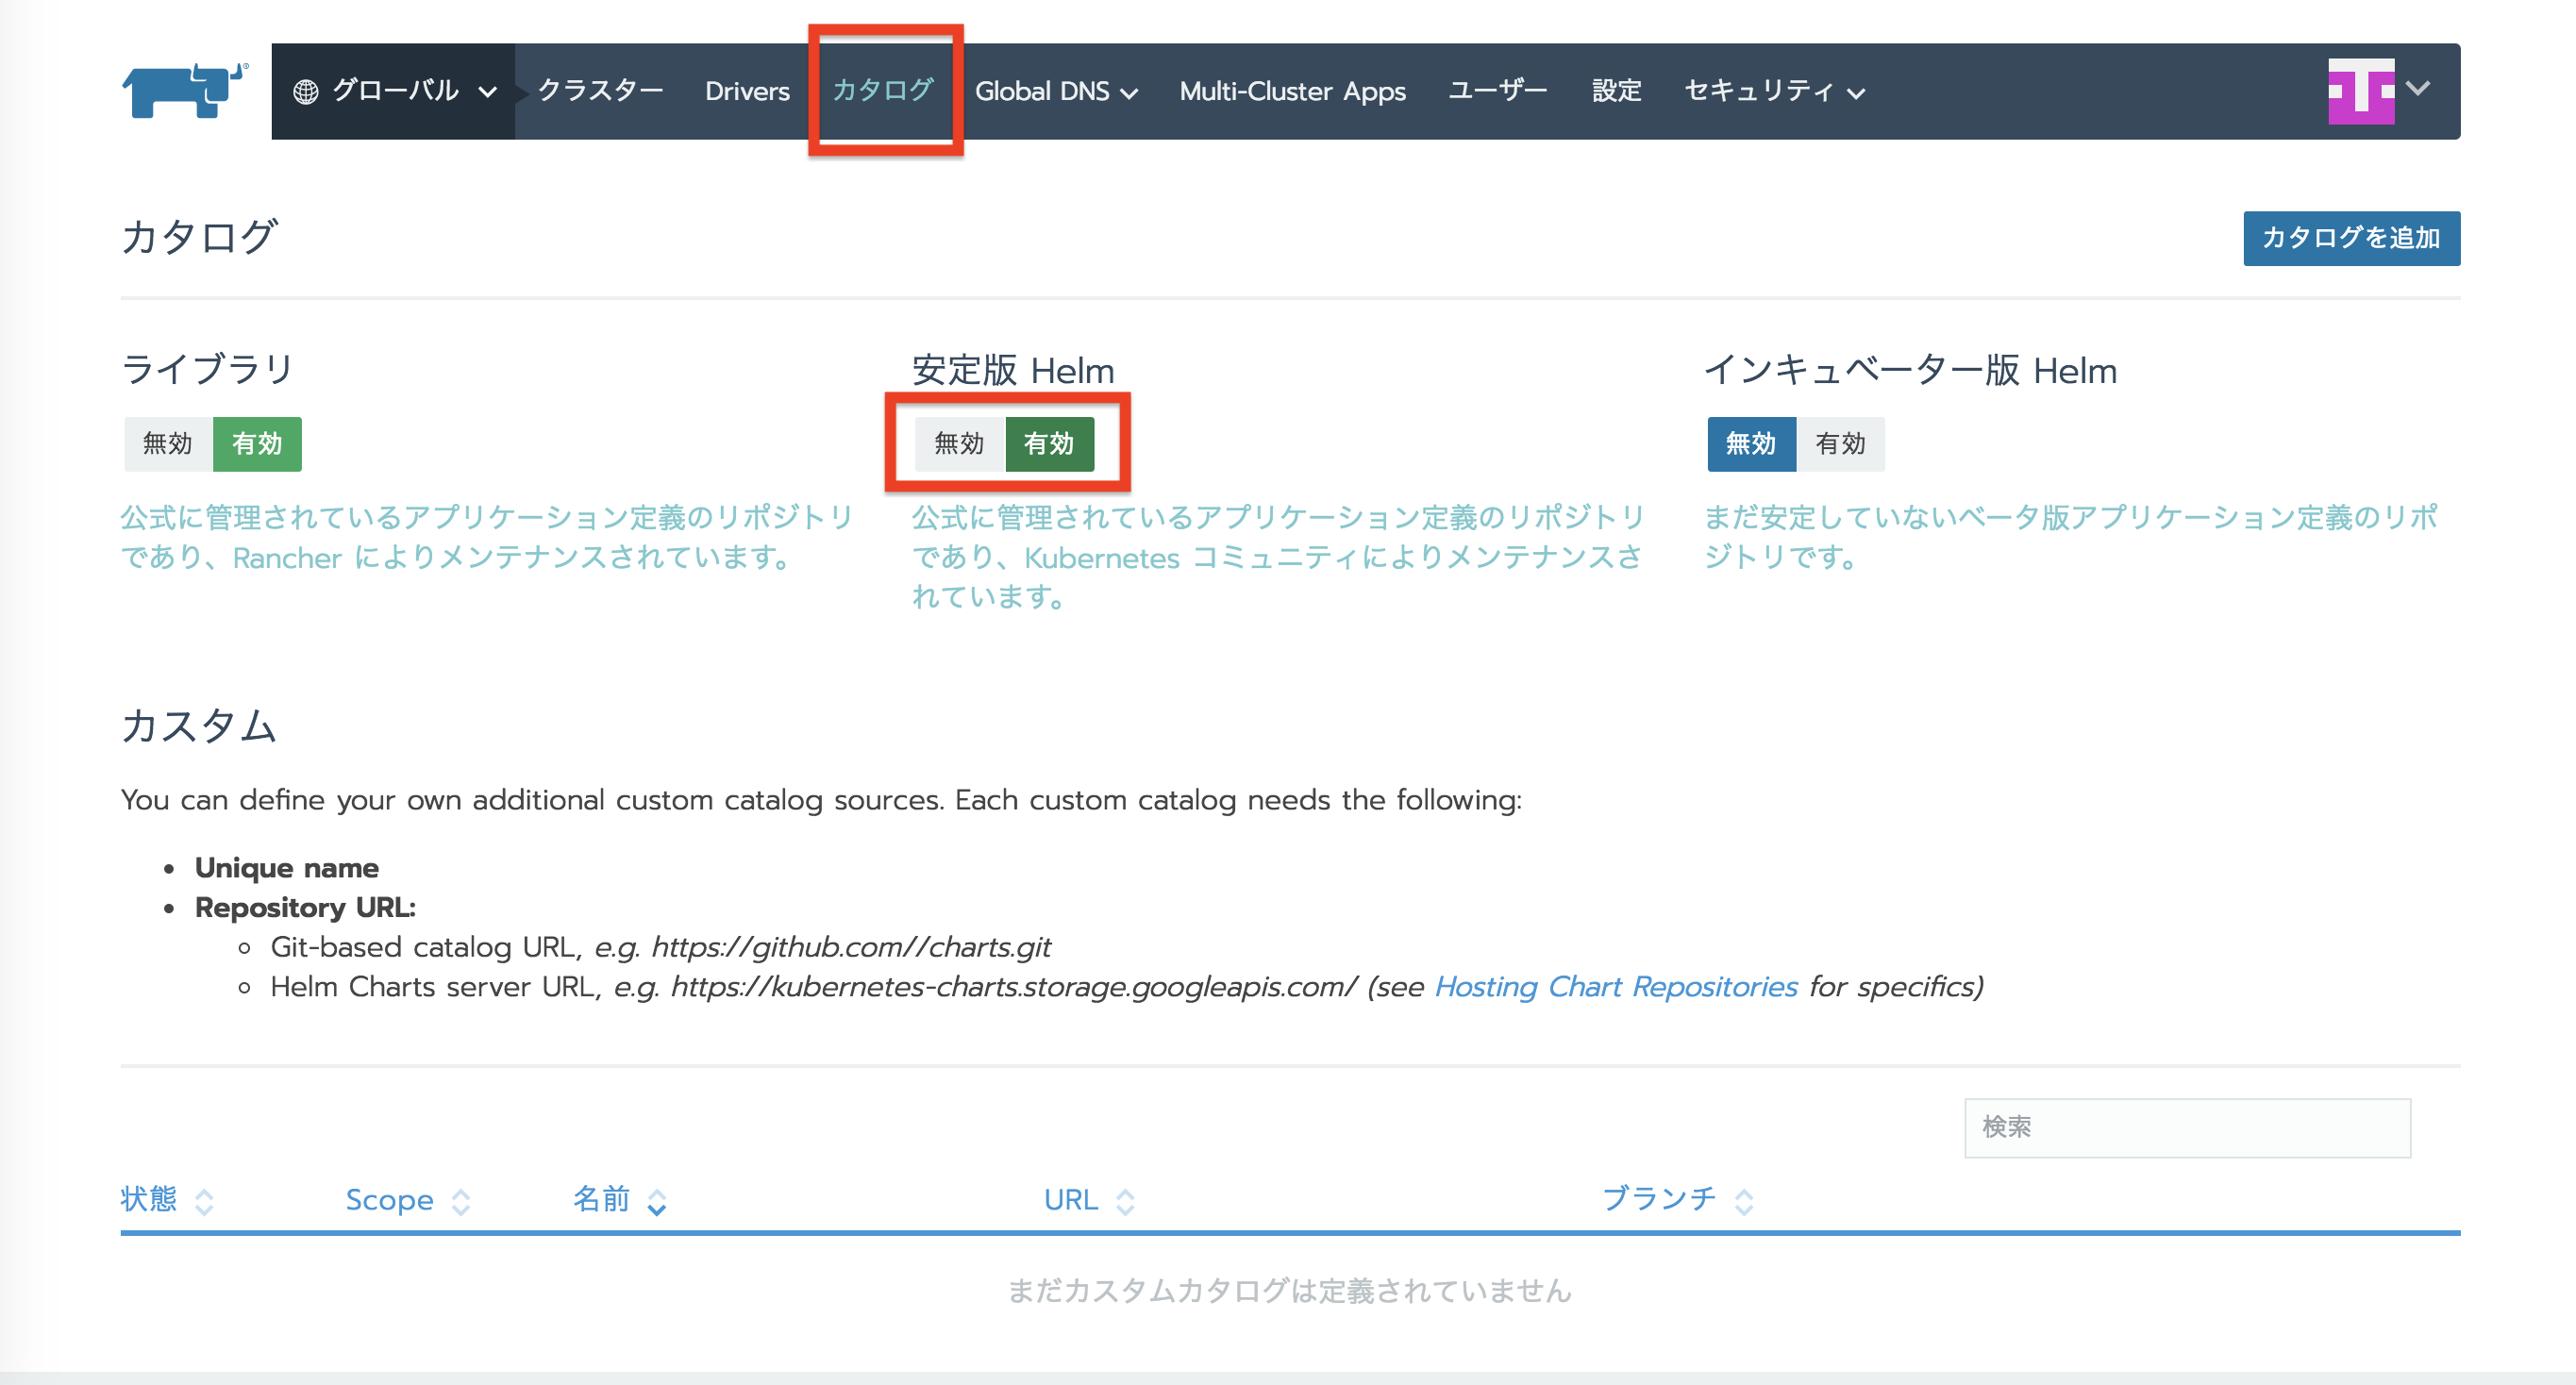 グローバル クラスター Drivers カタログ Global DNS Multi-Cluster Apps ユーザー 設定 セキュリティ
カタログ
カタログを追加
ライブラリ
無効 有効
公式に管理されているアプリケーション定義のリポジトリ
であり、Rancher によりメンテナンスされています。
安定版 Helm
無効 有効
公式に管理されているアプリケーション定義のリポジトリ
であり、Kubernetes コミュニティによりメンテナンスさ
れています。
インキュベーター版 Helm
無効 有効
まだ安定していないベータ版アプリケーション定義のリポ
ジトリです。
カスタム
You can define your own additional custom catalog sources. Each custom catalog needs the following:
• Unique name
• Repository URL:
◦ Git-based catalog URL, e.g. https://github.com//charts.git
◦ Helm Charts server URL, e.g. https://kubernetes-charts.storage.googleapis.com/ (see Hosting Chart Repositories for specifics)
検索
状態 Scope 名前 URL ブランチ
まだカスタムカタログは定義されていません